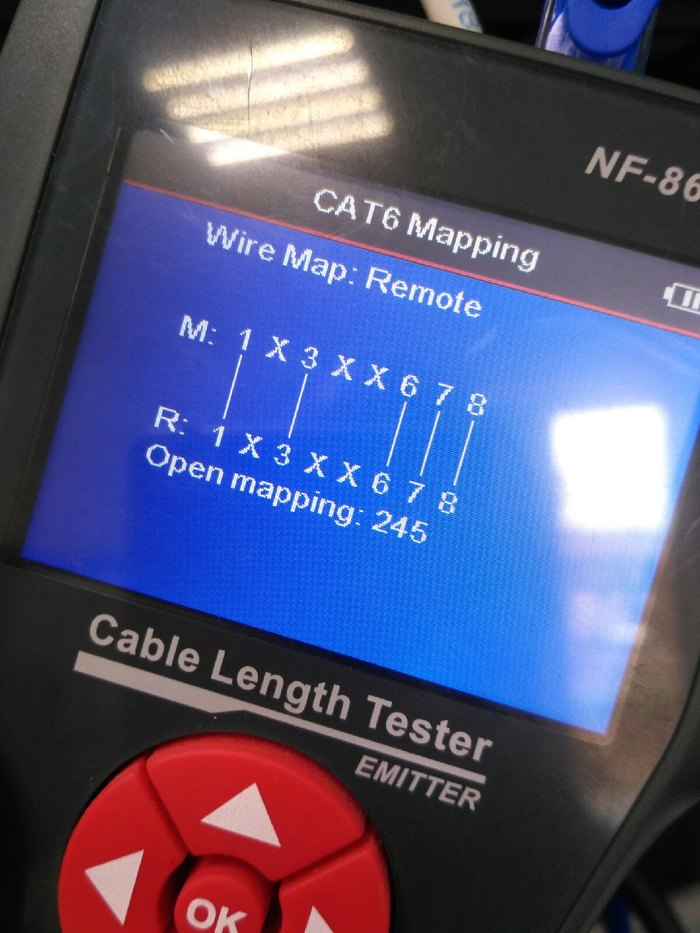 NF-86
CAT6 Mapping
Wire Map: Remote
M: 1 X 3 X X 6 7 8
R: 1 X 3 X X 6 7 8
Open mapping: 245
Cable Length Tester
EMITTER
OK